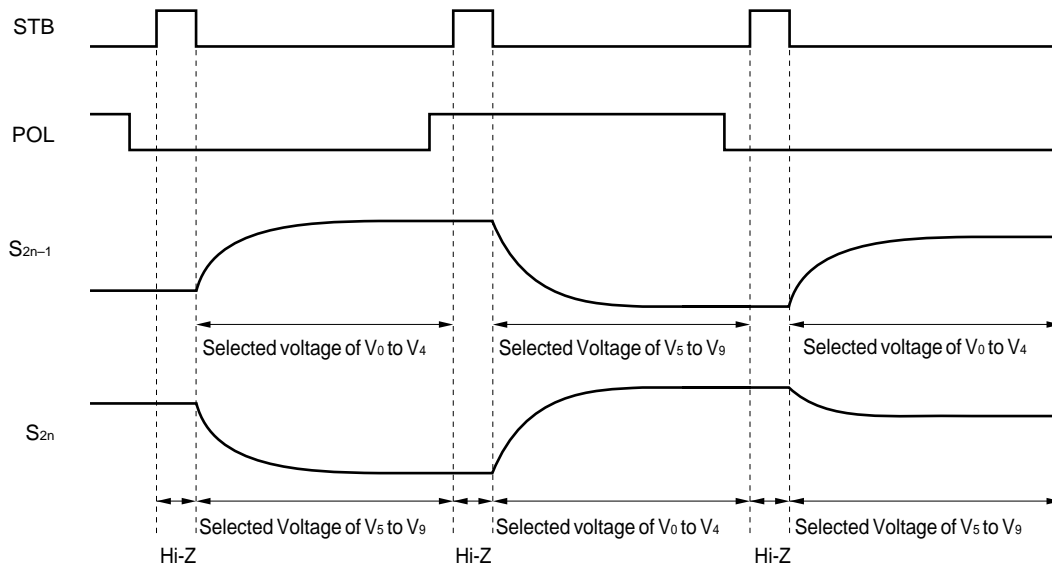 STB
POL
S2n–1
Selected voltage of V0 to V4
Selected Voltage of V5 to V9
Selected voltage of V0 to V4
S2n
Selected Voltage of V5 to V9
Selected Voltage of V0 to V4
Selected Voltage of V5 to V9
Hi-Z
Hi-Z
Hi-Z